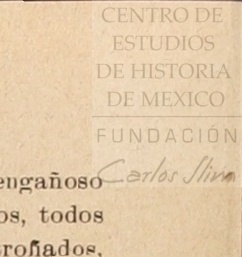 CENTRO DE
ESTUDIOS
DE HISTORIA
DE MEXICO
FUNDACIÓN
Carlos Slim
engañoso
os, todos
roñados,